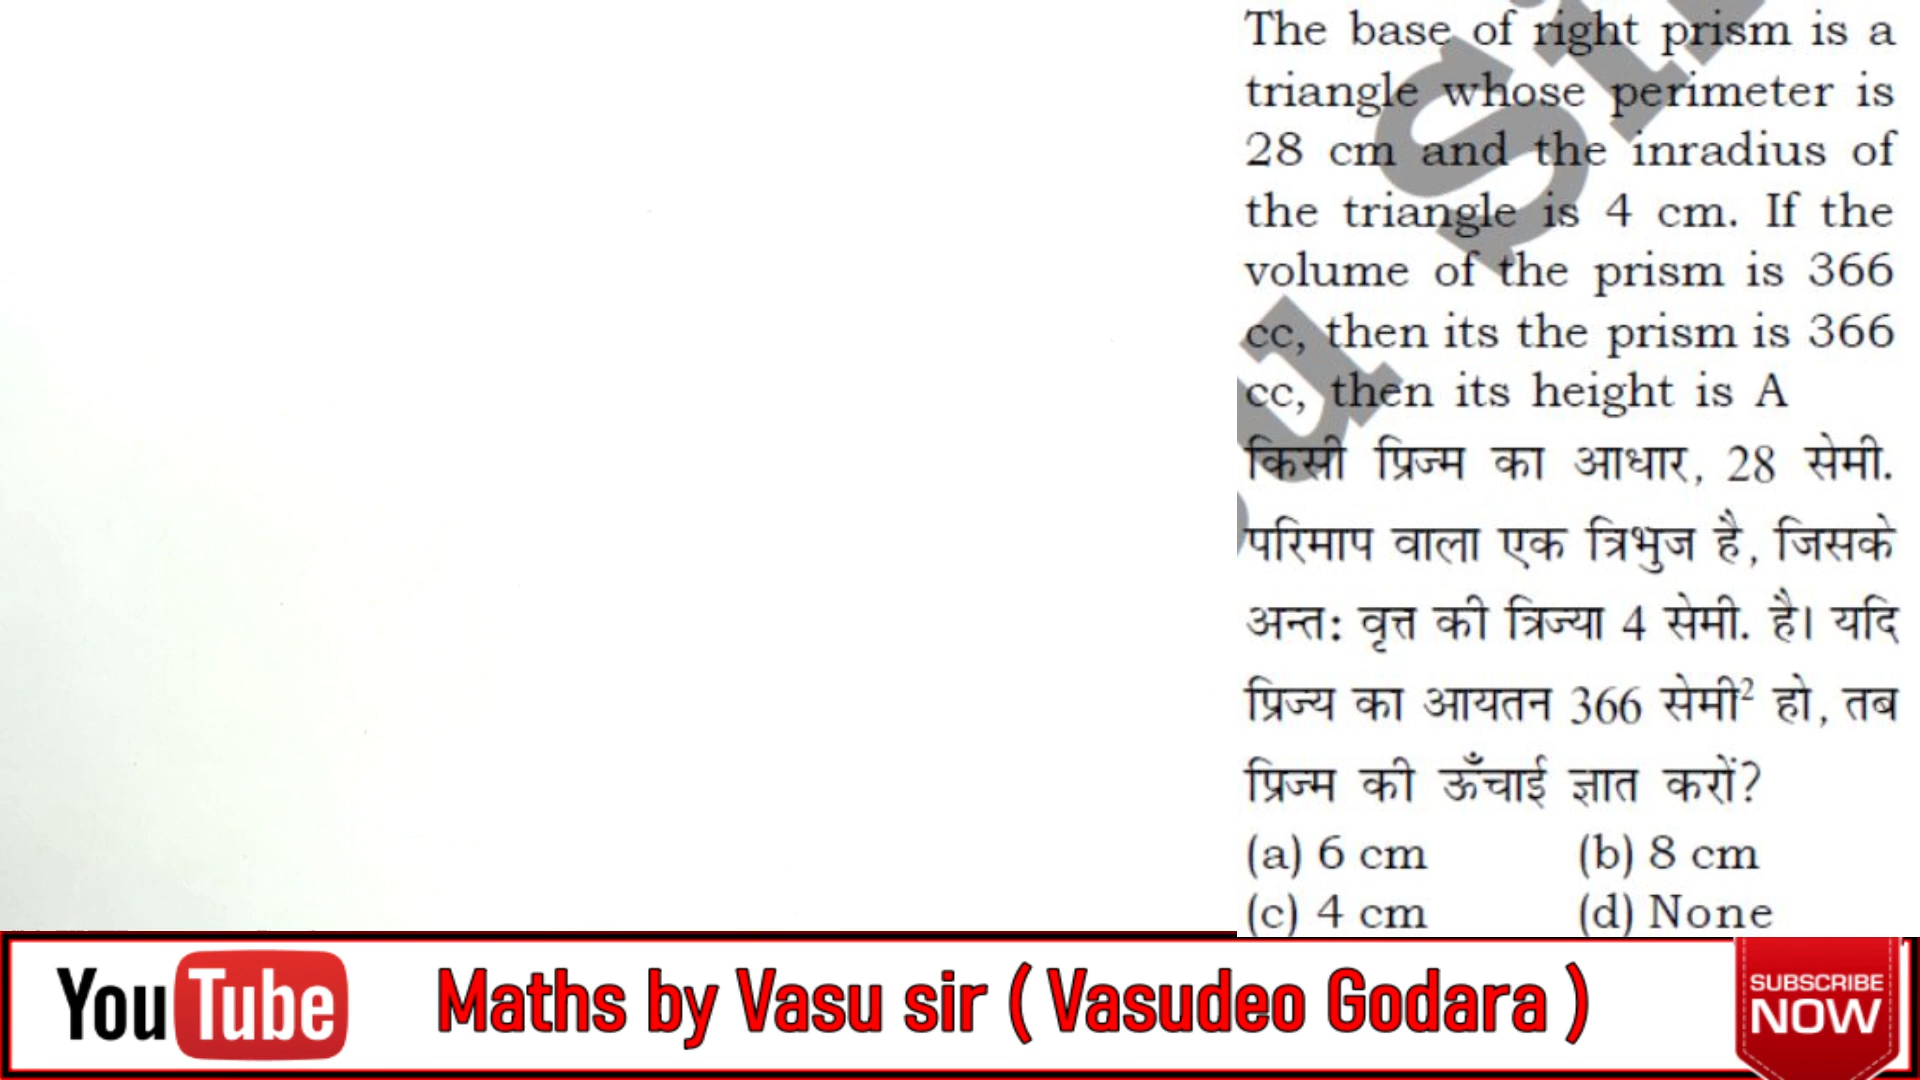 The base of right prism is a
triangle whose perimeter is
28 cm and the inradius of
the triangle is 4 cm. If the
volume of the prism is 366
cc, then its the prism is 366
cc, then its height is A
किसी प्रिज्म का आधार, 28 सेमी.
परिमाप वाला एक त्रिभुज है, जिसके
अन्त: वृत्त की त्रिज्या 4 सेमी. है। यदि
प्रिज्य का आयतन 366 सेमी² हो, तब
प्रिज्म की ऊँचाई ज्ञात करों?
(a) 6 cm (b) 8 cm
(c) 4 cm (d) None
YouTube
Maths by Vasu sir ( Vasudeo Godara )
SUBSCRIBE
NOW